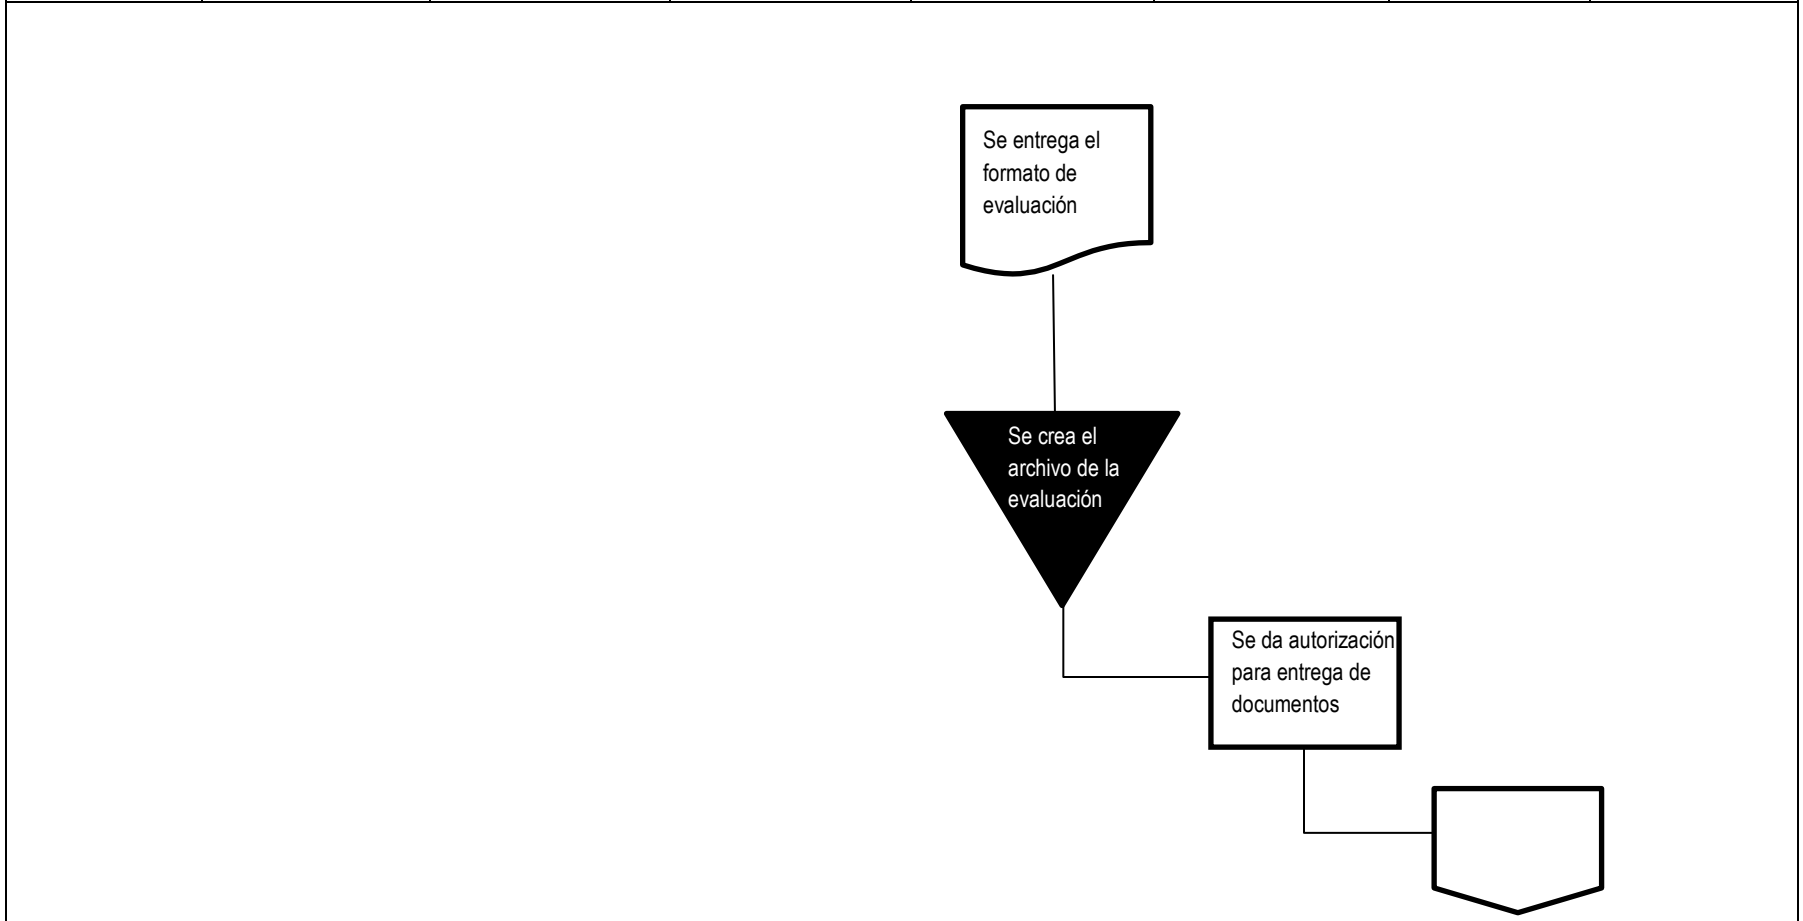 Se entrega el
formato de
evaluación
Se crea el
archivo de la
evaluación
Se da autorización
para entrega de
documentos